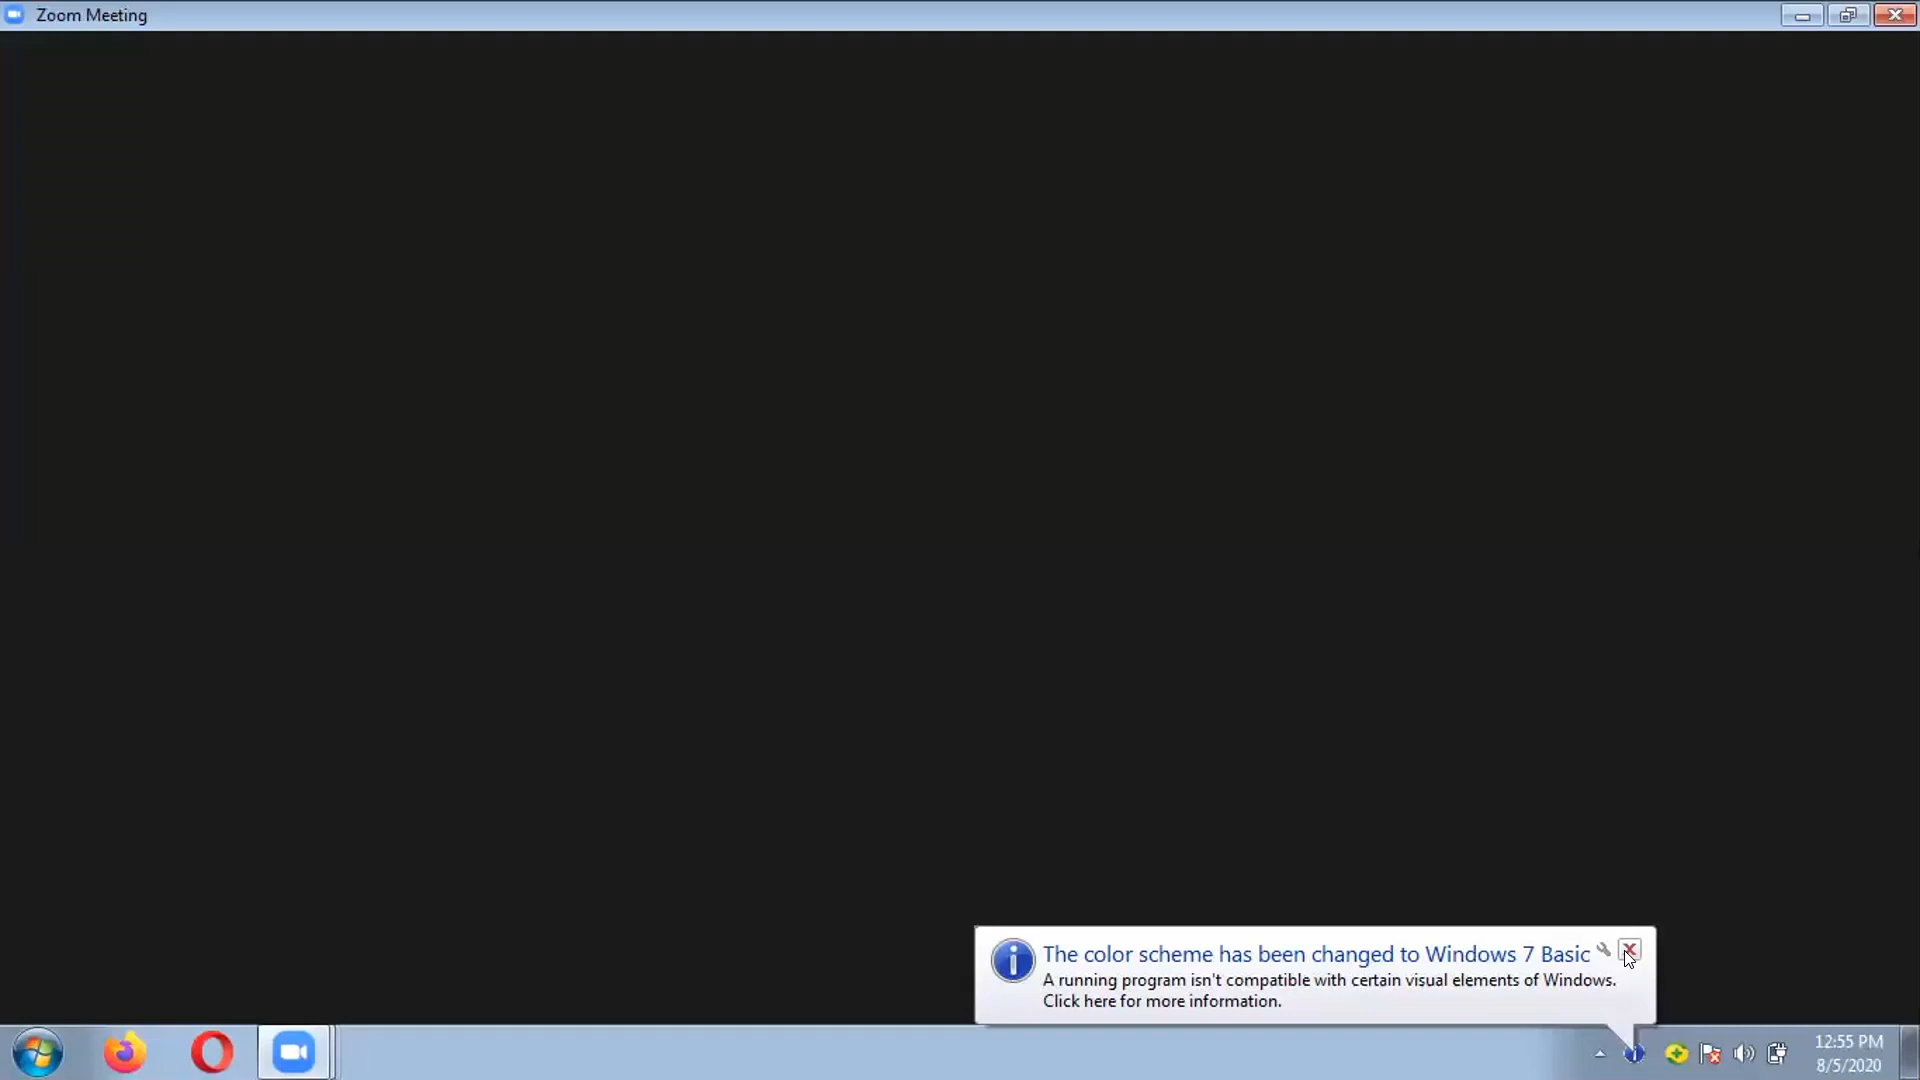 Zoom Meeting
The color scheme has been changed to Windows 7 Basic
A running program isn't compatible with certain visual elements of Windows.
Click here for more information.
12:55 PM
8/5/2020